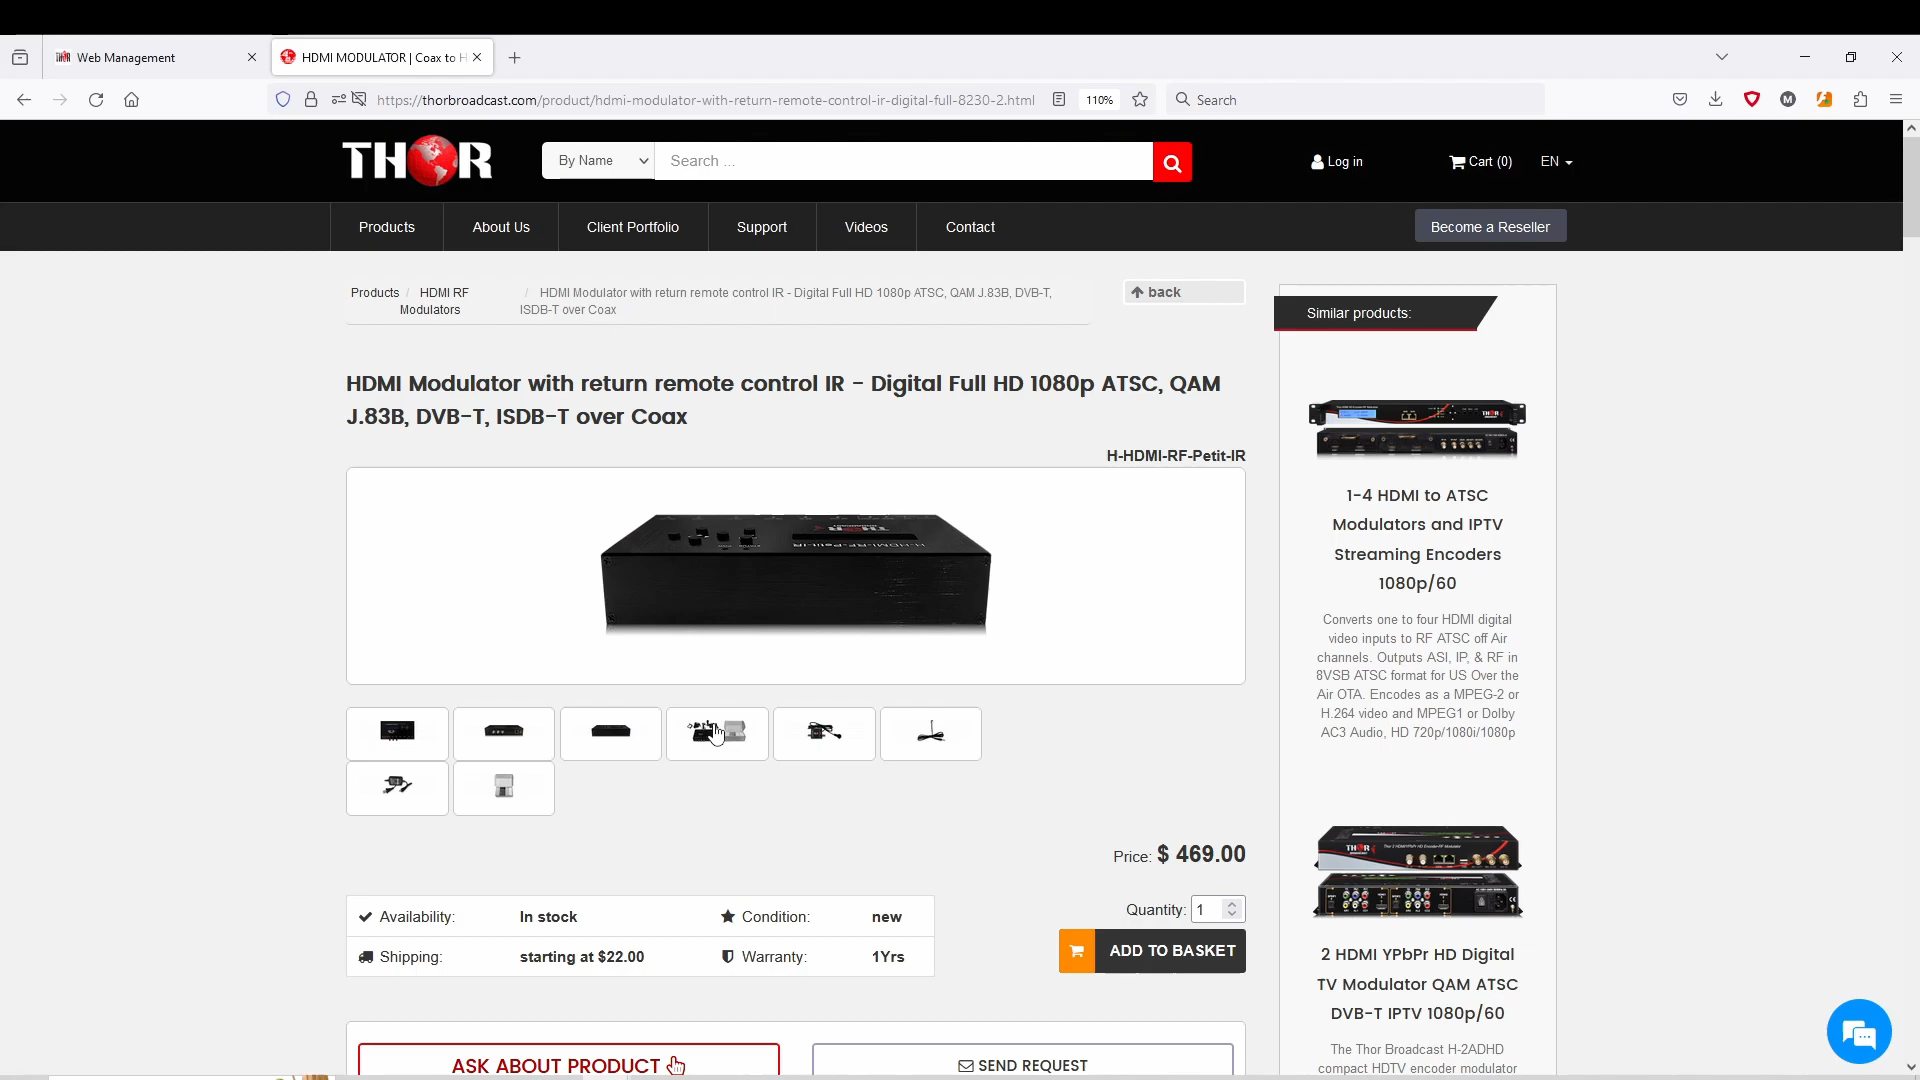 Web Management
HDMI MODULATOR | Coax to H
https://thorbroadcast.com/product/hdmi-modulator-with-return-remote-control-ir-digital-full-8230-2.html
110%
Search
THOR
By Name
Search ...
Log in
Cart (0)
EN
Products
About Us
Client Portfolio
Support
Videos
Contact
Become a Reseller
Products / HDMI RF Modulators / HDMI Modulator with return remote control IR - Digital Full HD 1080p ATSC, QAM J.83B, DVB-T,
ISDB-T over Coax
back
HDMI Modulator with return remote control IR - Digital Full HD 1080p ATSC, QAM
J.83B, DVB-T, ISDB-T over Coax
H-HDMI-RF-Petit-IR
Price: $ 469.00
Availability: In stock
Condition: new
Shipping: starting at $22.00
Warranty: 1Yrs
Quantity: 1
ADD TO BASKET
ASK ABOUT PRODUCT
SEND REQUEST
Similar products:
1-4 HDMI to ATSC
Modulators and IPTV
Streaming Encoders
1080p/60
Converts one to four HDMI digital
video inputs to RF ATSC off Air
channels. Outputs ASI, IP, & RF in
8VSB ATSC format for US Over the
Air OTA. Encodes as a MPEG-2 or
H.264 video and MPEG1 or Dolby
AC3 Audio, HD 720p/1080i/1080p
2 HDMI YPbPr HD Digital
TV Modulator QAM ATSC
DVB-T IPTV 1080p/60
The Thor Broadcast H-2ADHD
compact HDTV encoder modulator